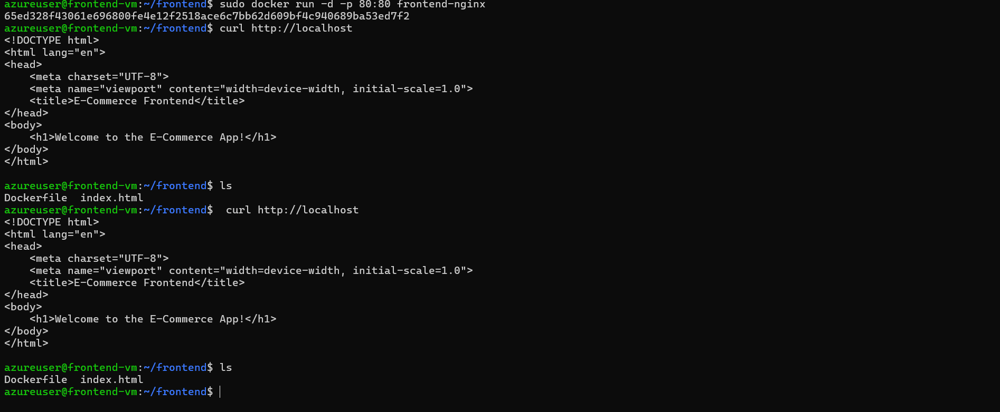 azureuser@frontend-vm:~/frontend$ sudo docker run -d -p 80:80 frontend-nginx
65ed328f43061e696800fe4e12f2518ace6c7bb62d609bf4c940689ba53ed7f2
azureuser@frontend-vm:~/frontend$ curl http://localhost
<!DOCTYPE html>
<html lang="en">
<head>
    <meta charset="UTF-8">
    <meta name="viewport" content="width=device-width, initial-scale=1.0">
    <title>E-Commerce Frontend</title>
</head>
<body>
    <h1>Welcome to the E-Commerce App!</h1>
</body>
</html>

azureuser@frontend-vm:~/frontend$ ls
Dockerfile  index.html
azureuser@frontend-vm:~/frontend$  curl http://localhost
<!DOCTYPE html>
<html lang="en">
<head>
    <meta charset="UTF-8">
    <meta name="viewport" content="width=device-width, initial-scale=1.0">
    <title>E-Commerce Frontend</title>
</head>
<body>
    <h1>Welcome to the E-Commerce App!</h1>
</body>
</html>

azureuser@frontend-vm:~/frontend$ ls
Dockerfile  index.html
azureuser@frontend-vm:~/frontend$